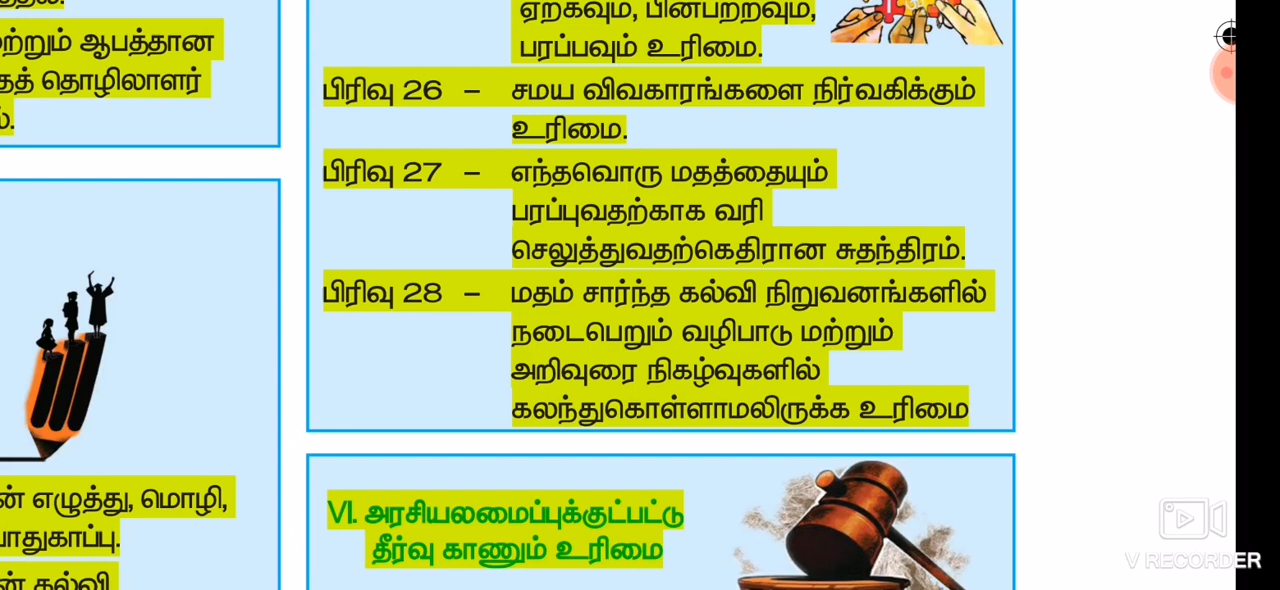 மற்றும் ஆபத்தான
தொழிலாளர்
ஏற்கவும், பின்பற்றவும்,
பரப்பவும் உரிமை.
பிரிவு 26 – சமய விவகாரங்களை நிர்வகிக்கும்
உரிமை.
பிரிவு 27 – எந்தவொரு மதத்தையும்
பரப்புவதற்காக வரி
செலுத்துவதற்கெதிரான சுதந்திரம்.
பிரிவு 28 – மதம் சார்ந்த கல்வி நிறுவனங்களில்
நடைபெறும் வழிபாடு மற்றும்
அறிவுரை நிகழ்வுகளில்
கலந்துகொள்ளாமலிருக்க உரிமை
எழுத்து, மொழி,
பாதுகாப்பு.
கல்வி
VI. அரசியலமைப்புக்குட்பட்டு
தீர்வு காணும் உரிமை
V RECORDER